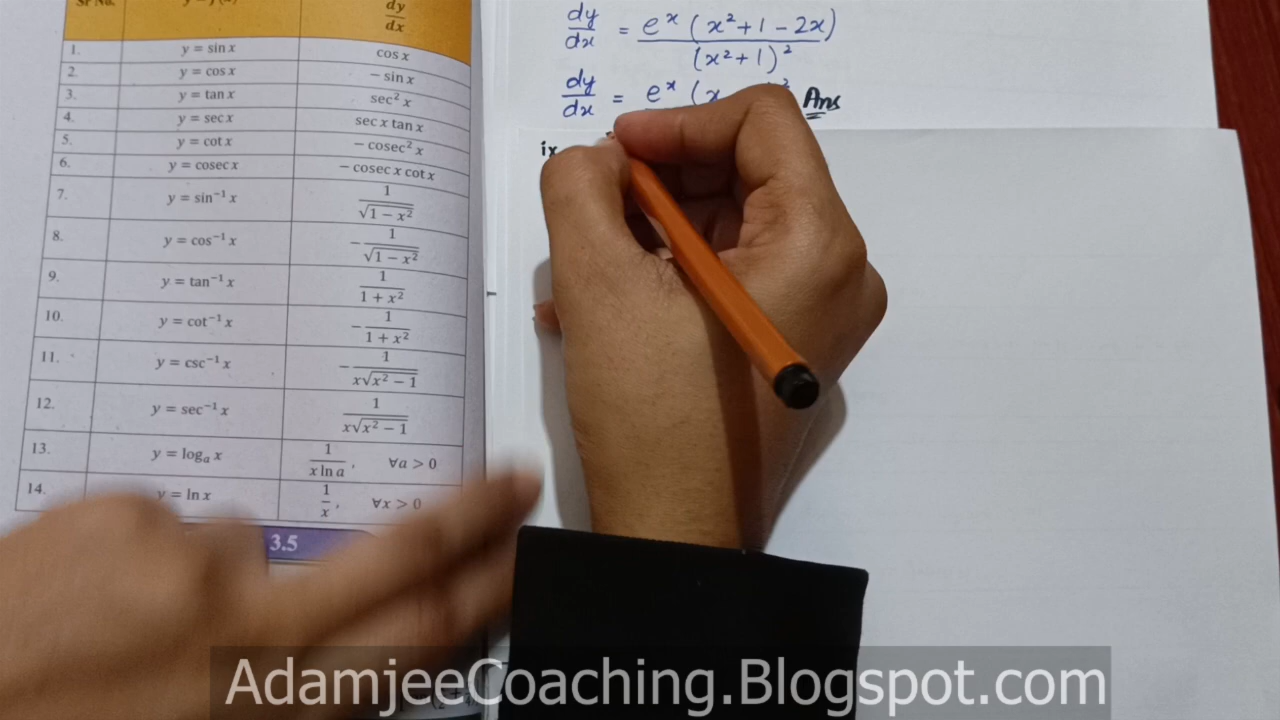 Sr No. y = f(x) dy/dx
1. y = sin x cos x
2. y = cos x − sin x
3. y = tan x sec² x
4. y = sec x sec x tan x
5. y = cot x − cosec² x
6. y = cosec x − cosec x cot x
7. y = sin⁻¹ x 1/√(1 − x²)
8. y = cos⁻¹ x −1/√(1 − x²)
9. y = tan⁻¹ x 1/(1 + x²)
10. y = cot⁻¹ x −1/(1 + x²)
11. y = csc⁻¹ x −1/(x√(x² − 1))
12. y = sec⁻¹ x 1/(x√(x² − 1))
13. y = logₐ x 1/(x ln a), ∀a > 0
14. y = ln x 1/x, ∀x > 0
3.5
dy/dx = eˣ (x² + 1 − 2x)/(x² + 1)²
dy/dx = eˣ (x Ans
ix
AdamjeeCoaching.Blogspot.com